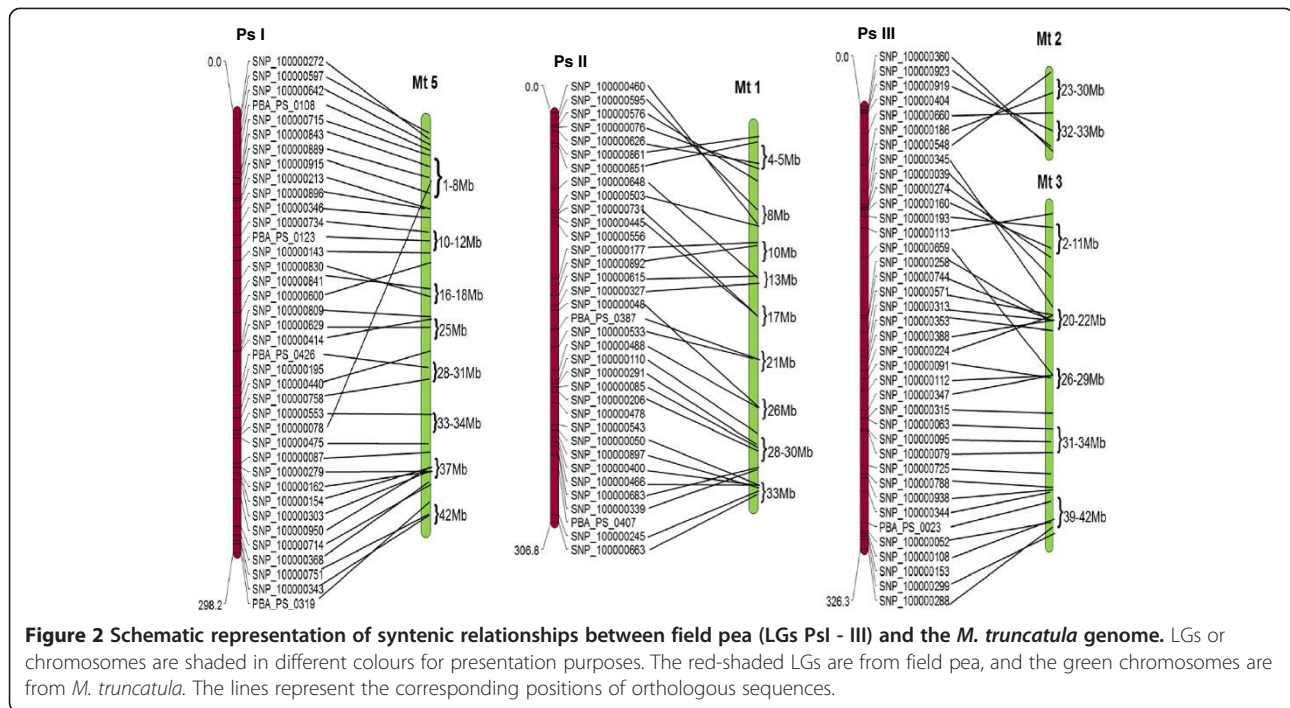 Ps I
0.0
SNP_100000272
SNP_100000597
SNP_100000642
PBA_PS_0108
SNP_100000715
SNP_100000843
SNP_100000889
SNP_100000915
SNP_100000213
SNP_100000896
SNP_100000346
SNP_100000734
PBA_PS_0123
SNP_100000143
SNP_100000830
SNP_100000841
SNP_100000600
SNP_100000809
SNP_100000629
SNP_100000414
PBA_PS_0426
SNP_100000195
SNP_100000440
SNP_100000758
SNP_100000553
SNP_100000078
SNP_100000475
SNP_100000087
SNP_100000279
SNP_100000162
SNP_100000154
SNP_100000303
SNP_100000950
SNP_100000714
SNP_100000368
SNP_100000751
SNP_100000343
PBA_PS_0319
298.2
Mt 5
1-8Mb
10-12Mb
16-18Mb
25Mb
28-31Mb
33-34Mb
37Mb
42Mb
Ps II
0.0
SNP_100000460
SNP_100000595
SNP_100000576
SNP_100000076
SNP_100000626
SNP_100000861
SNP_100000851
SNP_100000648
SNP_100000503
SNP_100000731
SNP_100000445
SNP_100000556
SNP_100000177
SNP_100000892
SNP_100000615
SNP_100000327
SNP_100000048
PBA_PS_0387
SNP_100000533
SNP_100000488
SNP_100000110
SNP_100000291
SNP_100000085
SNP_100000206
SNP_100000478
SNP_100000543
SNP_100000050
SNP_100000897
SNP_100000400
SNP_100000466
SNP_100000683
SNP_100000339
PBA_PS_0407
SNP_100000245
SNP_100000663
306.8
Mt 1
4-5Mb
8Mb
10Mb
13Mb
17Mb
21Mb
26Mb
28-30Mb
33Mb
Ps III
0.0
SNP_100000360
SNP_100000923
SNP_100000919
SNP_100000404
SNP_100000660
SNP_100000186
SNP_100000548
SNP_100000345
SNP_100000039
SNP_100000274
SNP_100000160
SNP_100000193
SNP_100000113
SNP_100000659
SNP_100000258
SNP_100000744
SNP_100000571
SNP_100000313
SNP_100000353
SNP_100000388
SNP_100000224
SNP_100000091
SNP_100000112
SNP_100000347
SNP_100000315
SNP_100000063
SNP_100000095
SNP_100000079
SNP_100000725
SNP_100000788
SNP_100000938
SNP_100000344
PBA_PS_0023
SNP_100000052
SNP_100000108
SNP_100000153
SNP_100000299
SNP_100000288
326.3
Mt 2
23-30Mb
32-33Mb
Mt 3
2-11Mb
20-22Mb
26-29Mb
31-34Mb
39-42Mb
Figure 2 Schematic representation of syntenic relationships between field pea (LGs PsI - III) and the M. truncatula genome. LGs or
chromosomes are shaded in different colours for presentation purposes. The red-shaded LGs are from field pea, and the green chromosomes are
from M. truncatula. The lines represent the corresponding positions of orthologous sequences.